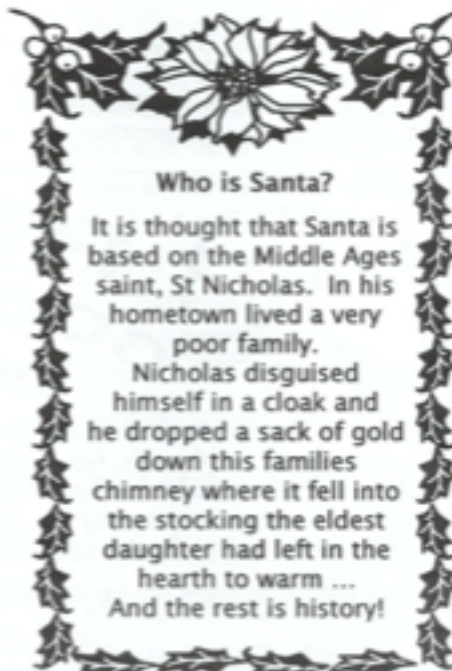 Who is Santa?
It is thought that Santa is
based on the Middle Ages
saint, St Nicholas. In his
hometown lived a very
poor family.
Nicholas disguised
himself in a cloak and
he dropped a sack of gold
down this families
chimney where it fell into
the stocking the eldest
daughter had left in the
hearth to warm ...
And the rest is history!